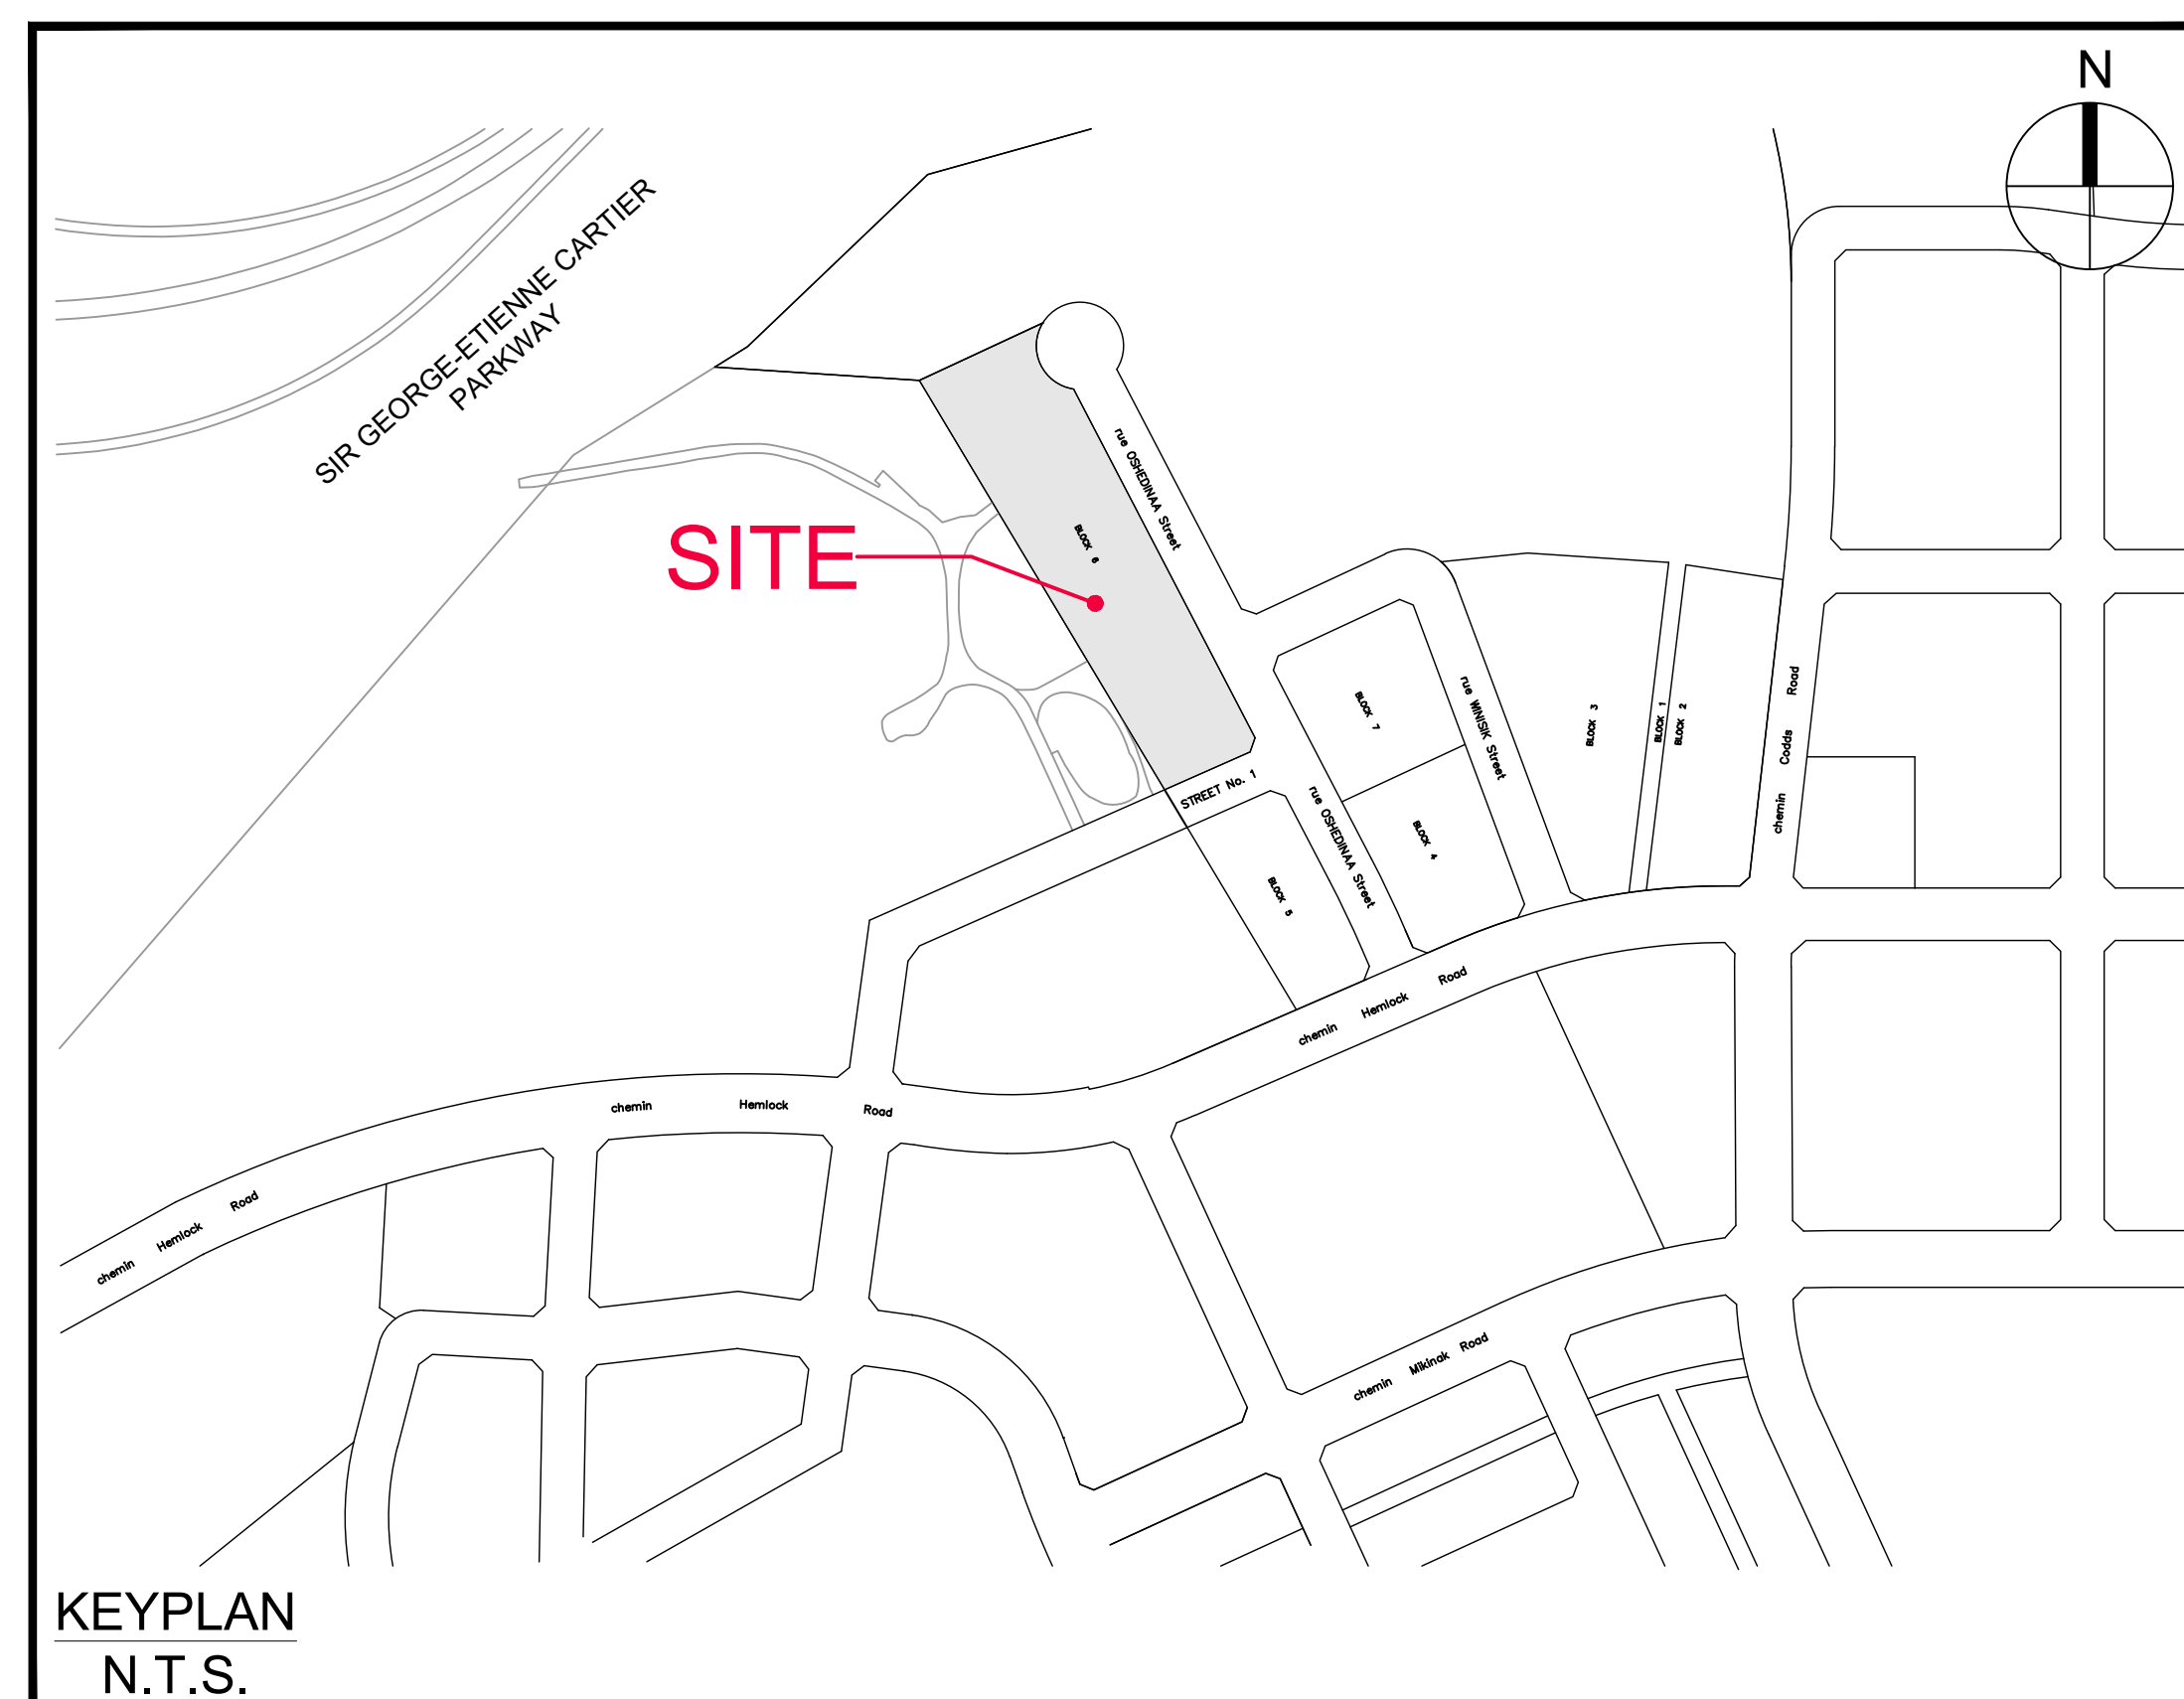 N
SIR GEORGE-ETIENNE CARTIER
PARKWAY
rue OSHEDINAA Street
BLOCK 6
SITE
rue WINISIK Street
BLOCK 7
BLOCK 3
BLOCK 1
BLOCK 2
chemin Codds Road
STREET No. 1
rue OSHEDINAA Street
BLOCK 4
BLOCK 5
chemin Hemlock Road
chemin Hemlock Road
chemin Hemlock Road
chemin Mikinak Road
KEYPLAN
N.T.S.